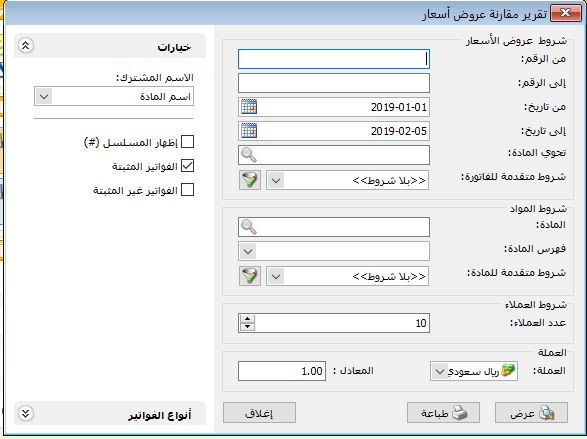 تقرير مقارنة عروض أسعار
شروط عروض الأسعار
من الرقم:
إلى الرقم:
من تاريخ: 2019-01-01
إلى تاريخ: 2019-02-05
تحوي المادة:
شروط متقدمة للفاتورة: <<بلا شروط>>
شروط المواد
المادة:
فهرس المادة:
شروط متقدمة للمادة: <<بلا شروط>>
شروط العملاء
عدد العملاء: 10
العملة
العملة: ريال سعودي المعادل : 1.00
عرض طباعة إغلاق
خيارات
الاسم المشترك:
اسم المادة
إظهار المسلسل (#)
الفواتير المثبتة
الفواتير غير المثبتة
أنواع الفواتير